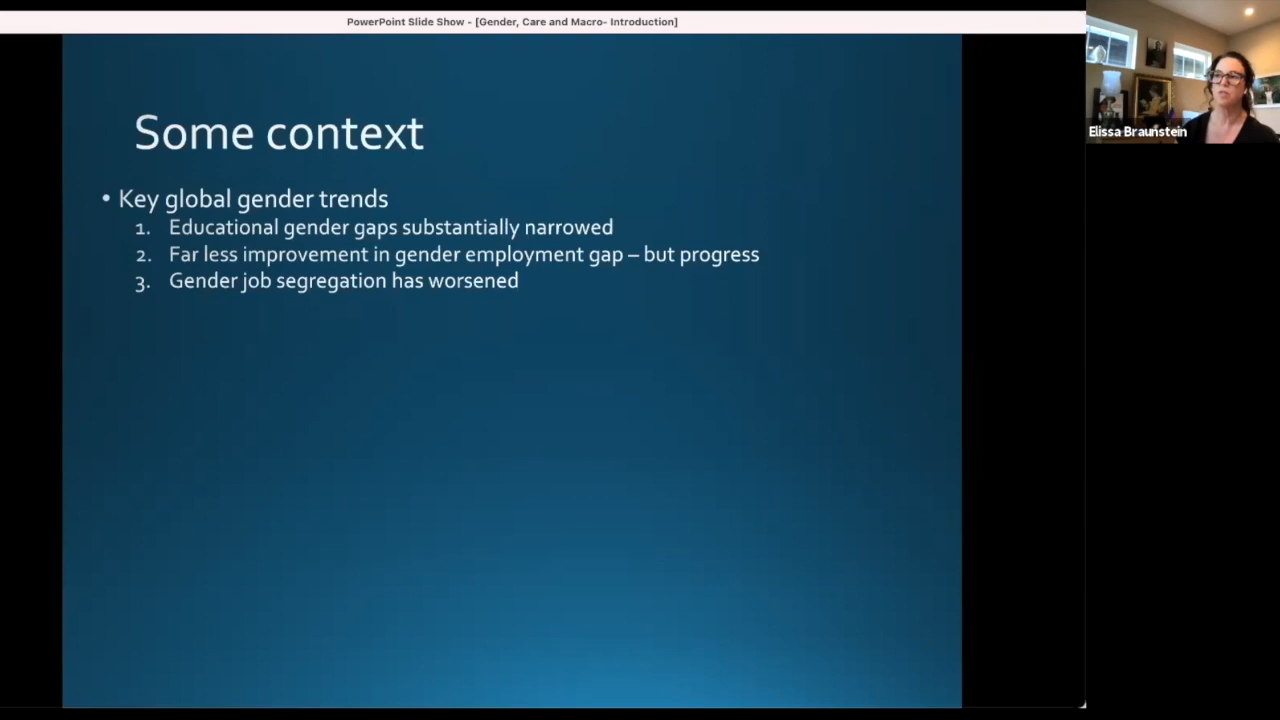 PowerPoint Slide Show - [Gender, Care and Macro- Introduction]
Some context
• Key global gender trends
1. Educational gender gaps substantially narrowed
2. Far less improvement in gender employment gap – but progress
3. Gender job segregation has worsened
Elissa Braunstein